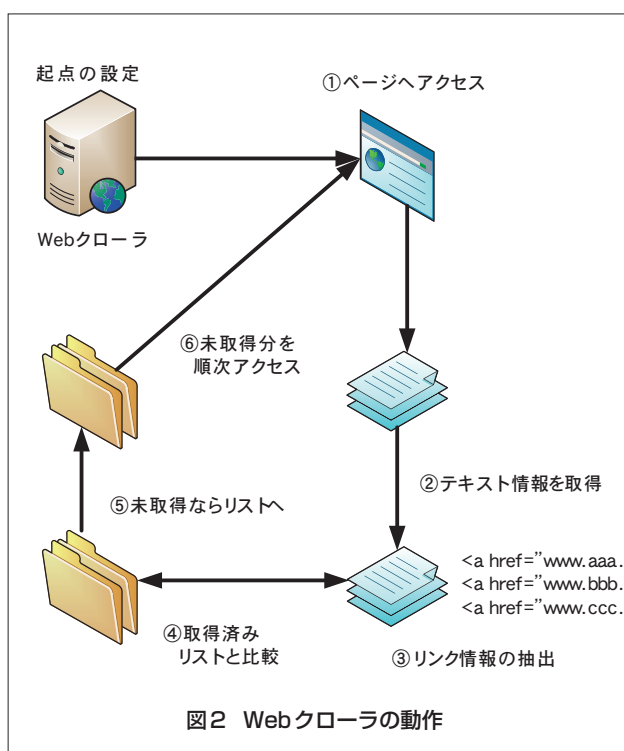 起点の設定
①ページへアクセス
Webクローラ
⑥未取得分を
順次アクセス
②テキスト情報を取得
⑤未取得ならリストへ
<a href=”www.aaa.
<a href=”www.bbb.
<a href=”www.ccc.
④取得済み
リストと比較
③リンク情報の抽出
図2 Webクローラの動作